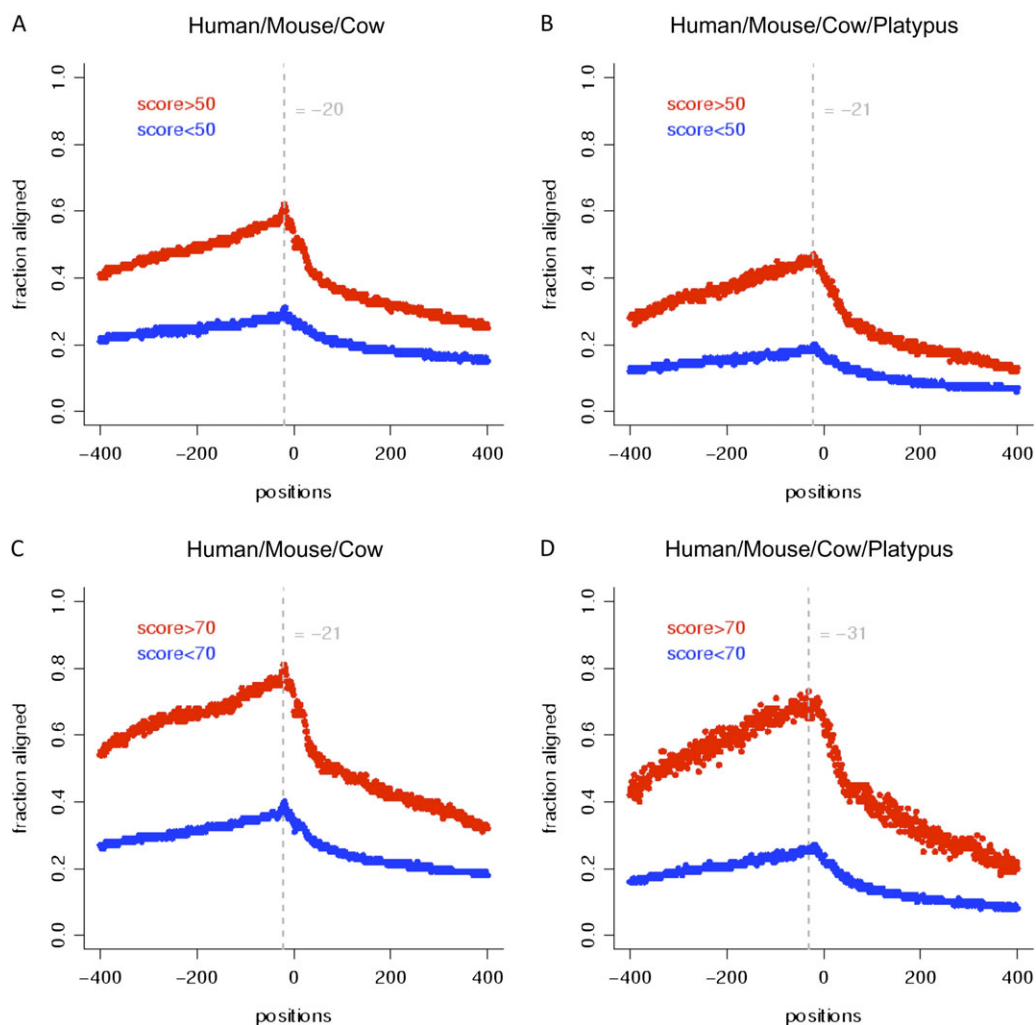 A
Human/Mouse/Cow
score>50
score<50
= −20
fraction aligned
0.0
0.2
0.4
0.6
0.8
1.0
−400
−200
0
200
400
positions
B
Human/Mouse/Cow/Platypus
score>50
score<50
= −21
fraction aligned
0.0
0.2
0.4
0.6
0.8
1.0
−400
−200
0
200
400
positions
C
Human/Mouse/Cow
score>70
score<70
= −21
fraction aligned
0.0
0.2
0.4
0.6
0.8
1.0
−400
−200
0
200
400
positions
D
Human/Mouse/Cow/Platypus
score>70
score<70
= −31
fraction aligned
0.0
0.2
0.4
0.6
0.8
1.0
−400
−200
0
200
400
positions